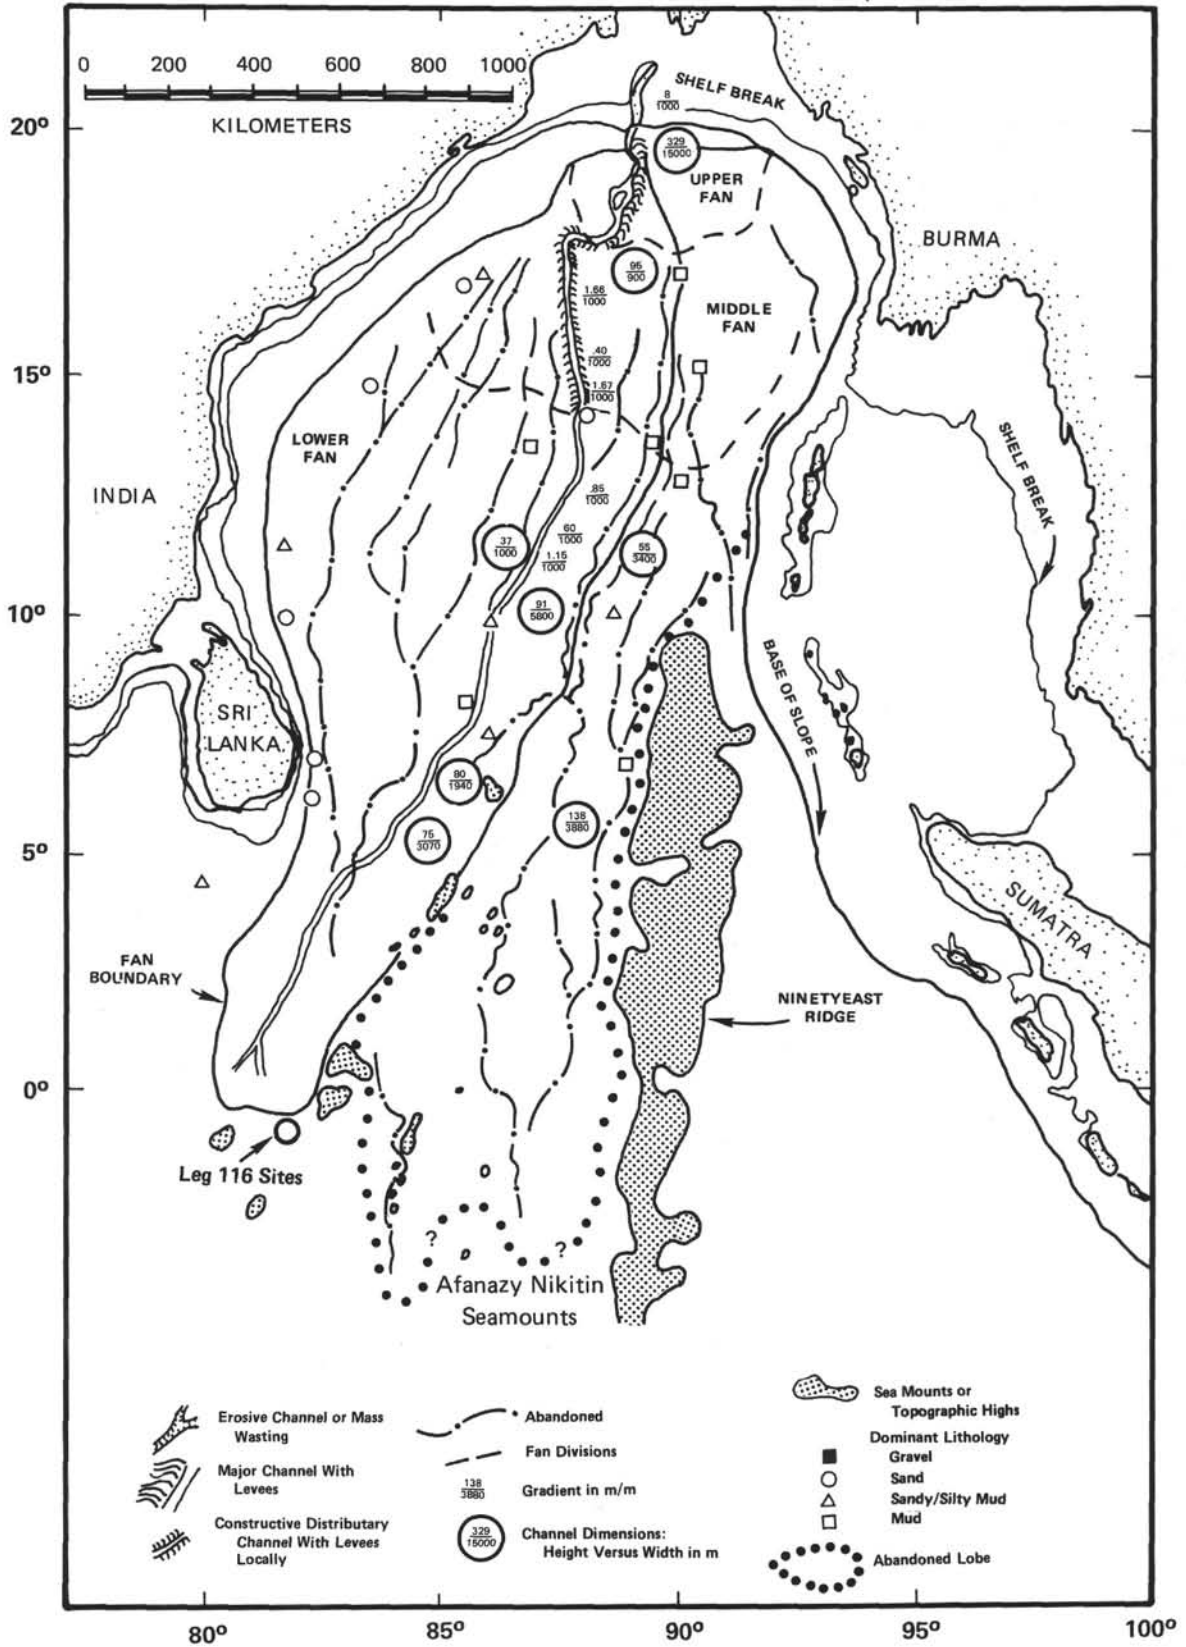 0 200 400 600 800 1000
KILOMETERS
SHELF BREAK
8
1000
20°
329
15000
UPPER
FAN
BURMA
95
900
1.66
1000
MIDDLE
FAN
.40
1000
15°
1.67
1000
LOWER
FAN
SHELF BREAK
INDIA
.85
1000
37
1000
60
1000
1.15
1000
55
3400
10°
91
5800
BASE OF SLOPE
SRI
LANKA
80
1940
138
3880
75
3070
5°
SUMATRA
FAN
BOUNDARY
NINETYEAST
RIDGE
0°
Leg 116 Sites
?
?
Afanazy Nikitin
Seamounts
Erosive Channel or Mass
Wasting
Major Channel With
Levees
Constructive Distributary
Channel With Levees
Locally
Abandoned
Fan Divisions
138
3880
Gradient in m/m
329
15000
Channel Dimensions:
Height Versus Width in m
Sea Mounts or
Topographic Highs
Dominant Lithology
Gravel
Sand
Sandy/Silty Mud
Mud
Abandoned Lobe
80° 85° 90° 95° 100°